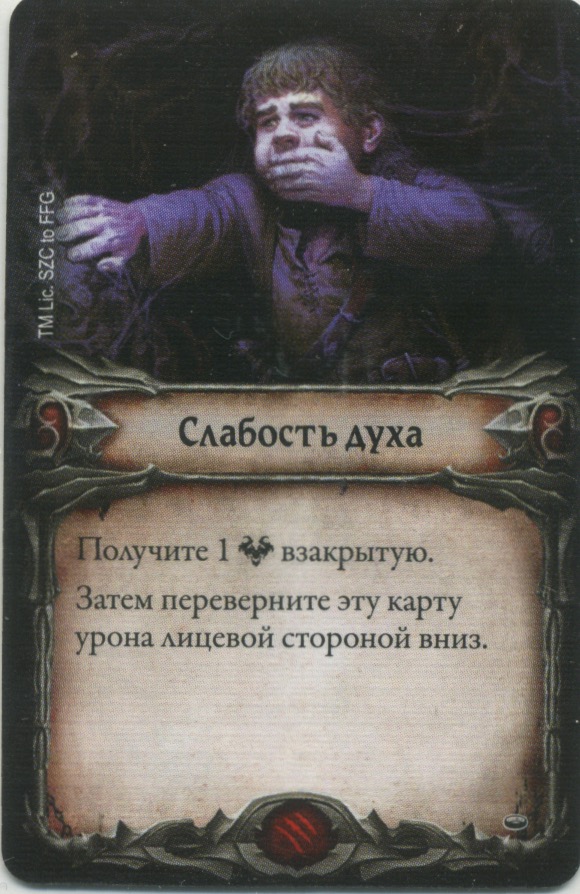 TM Lic. SZC to FFG
Слабость духа
Получите 1 взакрытую.
Затем переверните эту карту
урона лицевой стороной вниз.